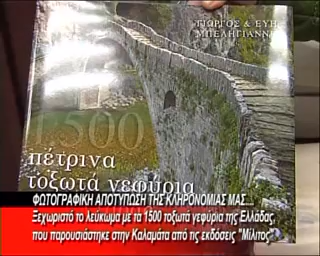 ΓΙΩΡΓΟΣ & ΕΥΗ
ΜΠΕΛΗΓΙΑΝΝΗ
1500
πέτρινα
τοξωτά γεφύρια
ΦΩΤΟΓΡΑΦΙΚΗ ΑΠΟΤΥΠΩΣΗ ΤΗΣ ΚΛΗΡΟΝΟΜΙΑΣ ΜΑΣ...
Ξεχωριστό το λεύκωμα με τα 1500 τοξωτά γεφύρια της Ελλάδας,
που παρουσιάστηκε στην Καλαμάτα από τις εκδόσεις "Μίλητος"